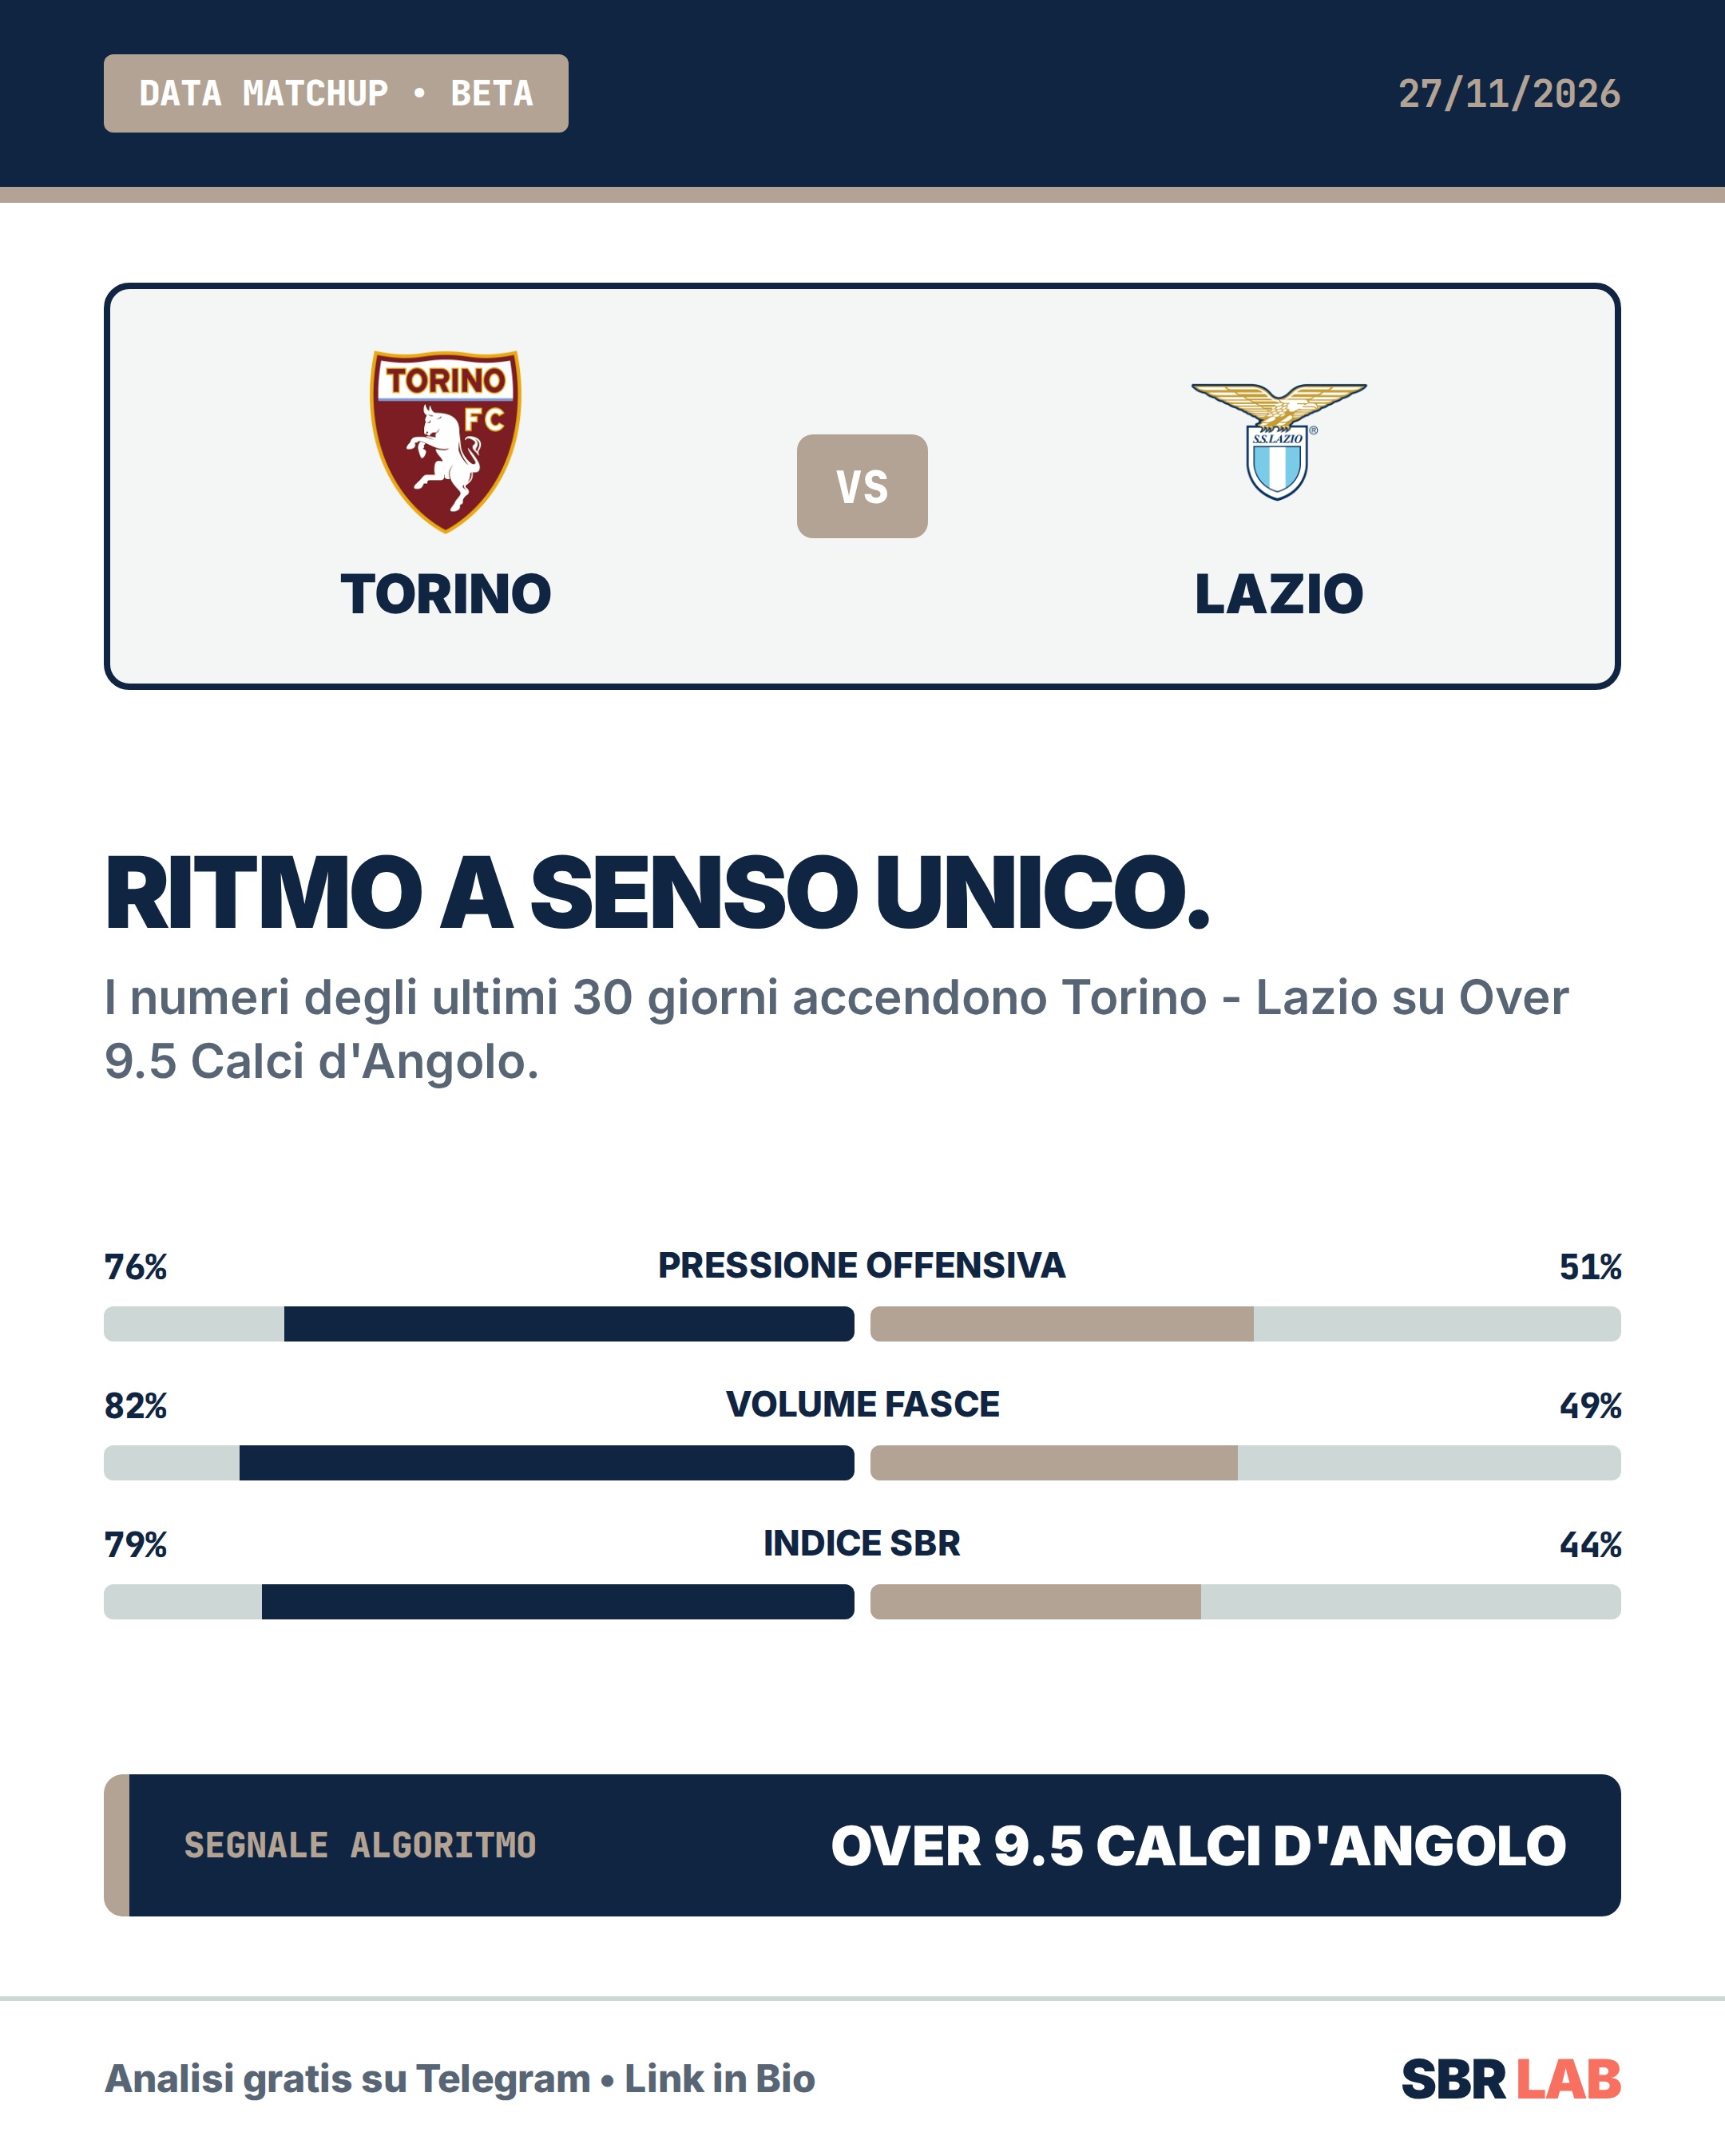 DATA MATCHUP • BETA
27/11/2026
TORINO
FC
S.S.LAZIO
®
VS
TORINO
LAZIO
RITMO A SENSO UNICO.
I numeri degli ultimi 30 giorni accendono Torino - Lazio su Over
9.5 Calci d'Angolo.
76% PRESSIONE OFFENSIVA 51%
82% VOLUME FASCE 49%
79% INDICE SBR 44%
SEGNALE ALGORITMO OVER 9.5 CALCI D'ANGOLO
Analisi gratis su Telegram • Link in Bio
SBR LAB